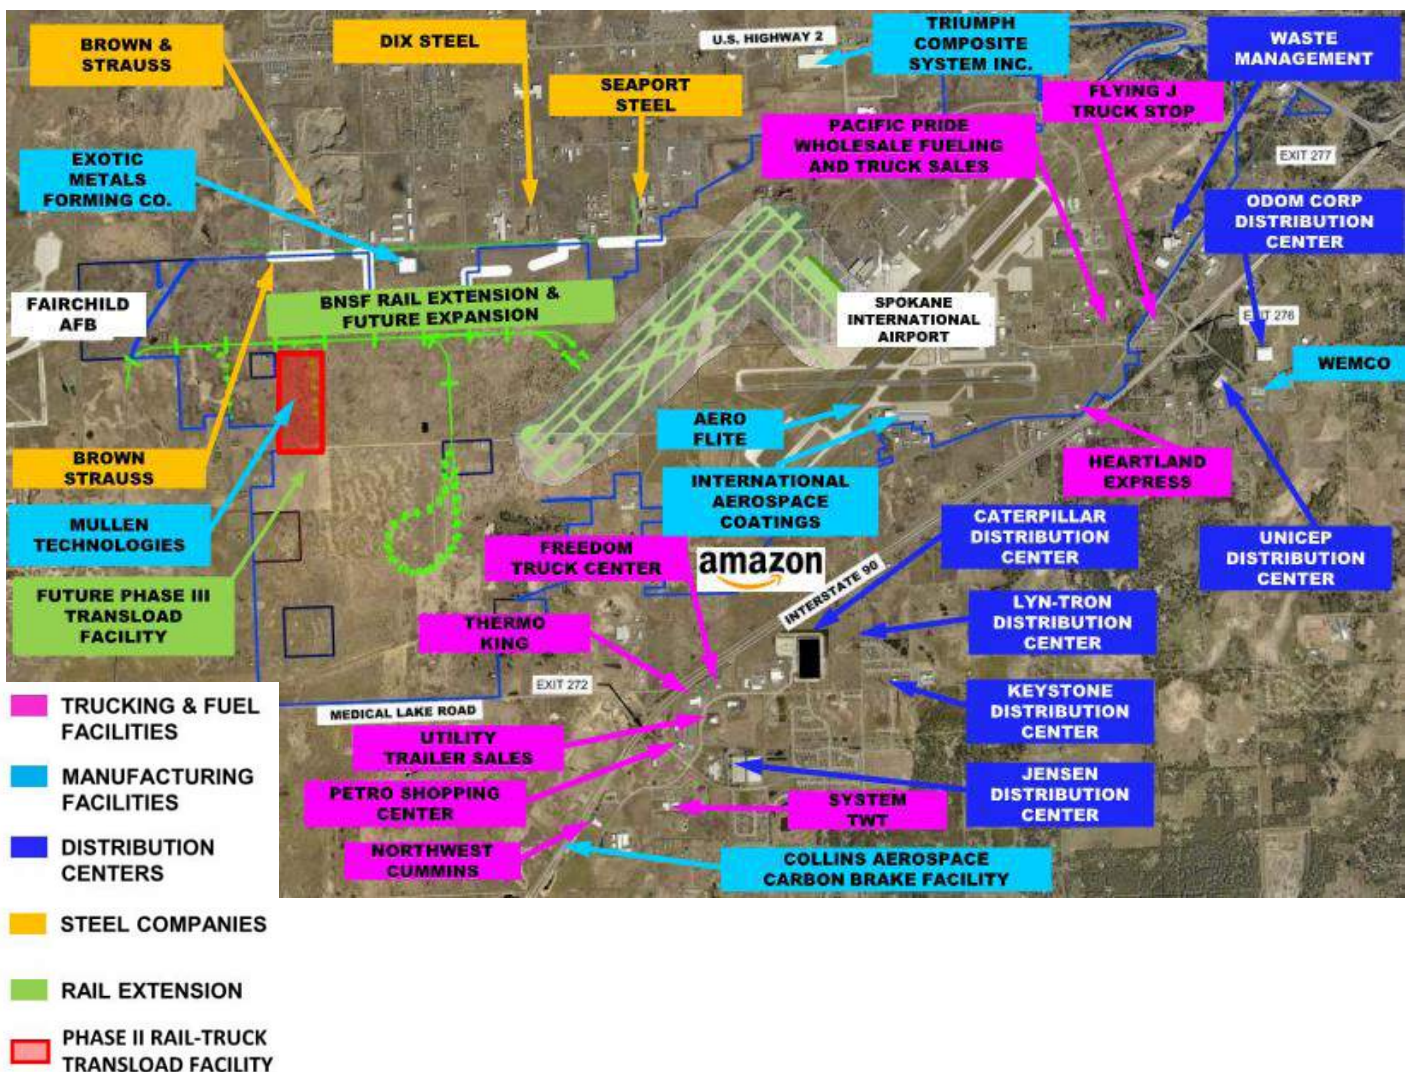 BROWN &
STRAUSS
DIX STEEL
U.S. HIGHWAY 2
TRIUMPH
COMPOSITE
SYSTEM INC.
WASTE
MANAGEMENT
SEAPORT
STEEL
FLYING J
TRUCK STOP
PACIFIC PRIDE
WHOLESALE FUELING
AND TRUCK SALES
EXIT 277
EXOTIC
METALS
FORMING CO.
ODOM CORP
DISTRIBUTION
CENTER
FAIRCHILD
AFB
BNSF RAIL EXTENSION &
FUTURE EXPANSION
SPOKANE
INTERNATIONAL
AIRPORT
EXIT 276
WEMCO
AERO
FLITE
BROWN
STRAUSS
HEARTLAND
EXPRESS
INTERNATIONAL
AEROSPACE
COATINGS
MULLEN
TECHNOLOGIES
CATERPILLAR
DISTRIBUTION
CENTER
UNICEP
DISTRIBUTION
CENTER
FREEDOM
TRUCK CENTER
amazon
INTERSTATE 90
FUTURE PHASE III
TRANSLOAD
FACILITY
THERMO
KING
LYN-TRON
DISTRIBUTION
CENTER
EXIT 272
KEYSTONE
DISTRIBUTION
CENTER
MEDICAL LAKE ROAD
UTILITY
TRAILER SALES
PETRO SHOPPING
CENTER
SYSTEM
TWT
JENSEN
DISTRIBUTION
CENTER
NORTHWEST
CUMMINS
COLLINS AEROSPACE
CARBON BRAKE FACILITY
TRUCKING & FUEL
FACILITIES
MANUFACTURING
FACILITIES
DISTRIBUTION
CENTERS
STEEL COMPANIES
RAIL EXTENSION
PHASE II RAIL-TRUCK
TRANSLOAD FACILITY